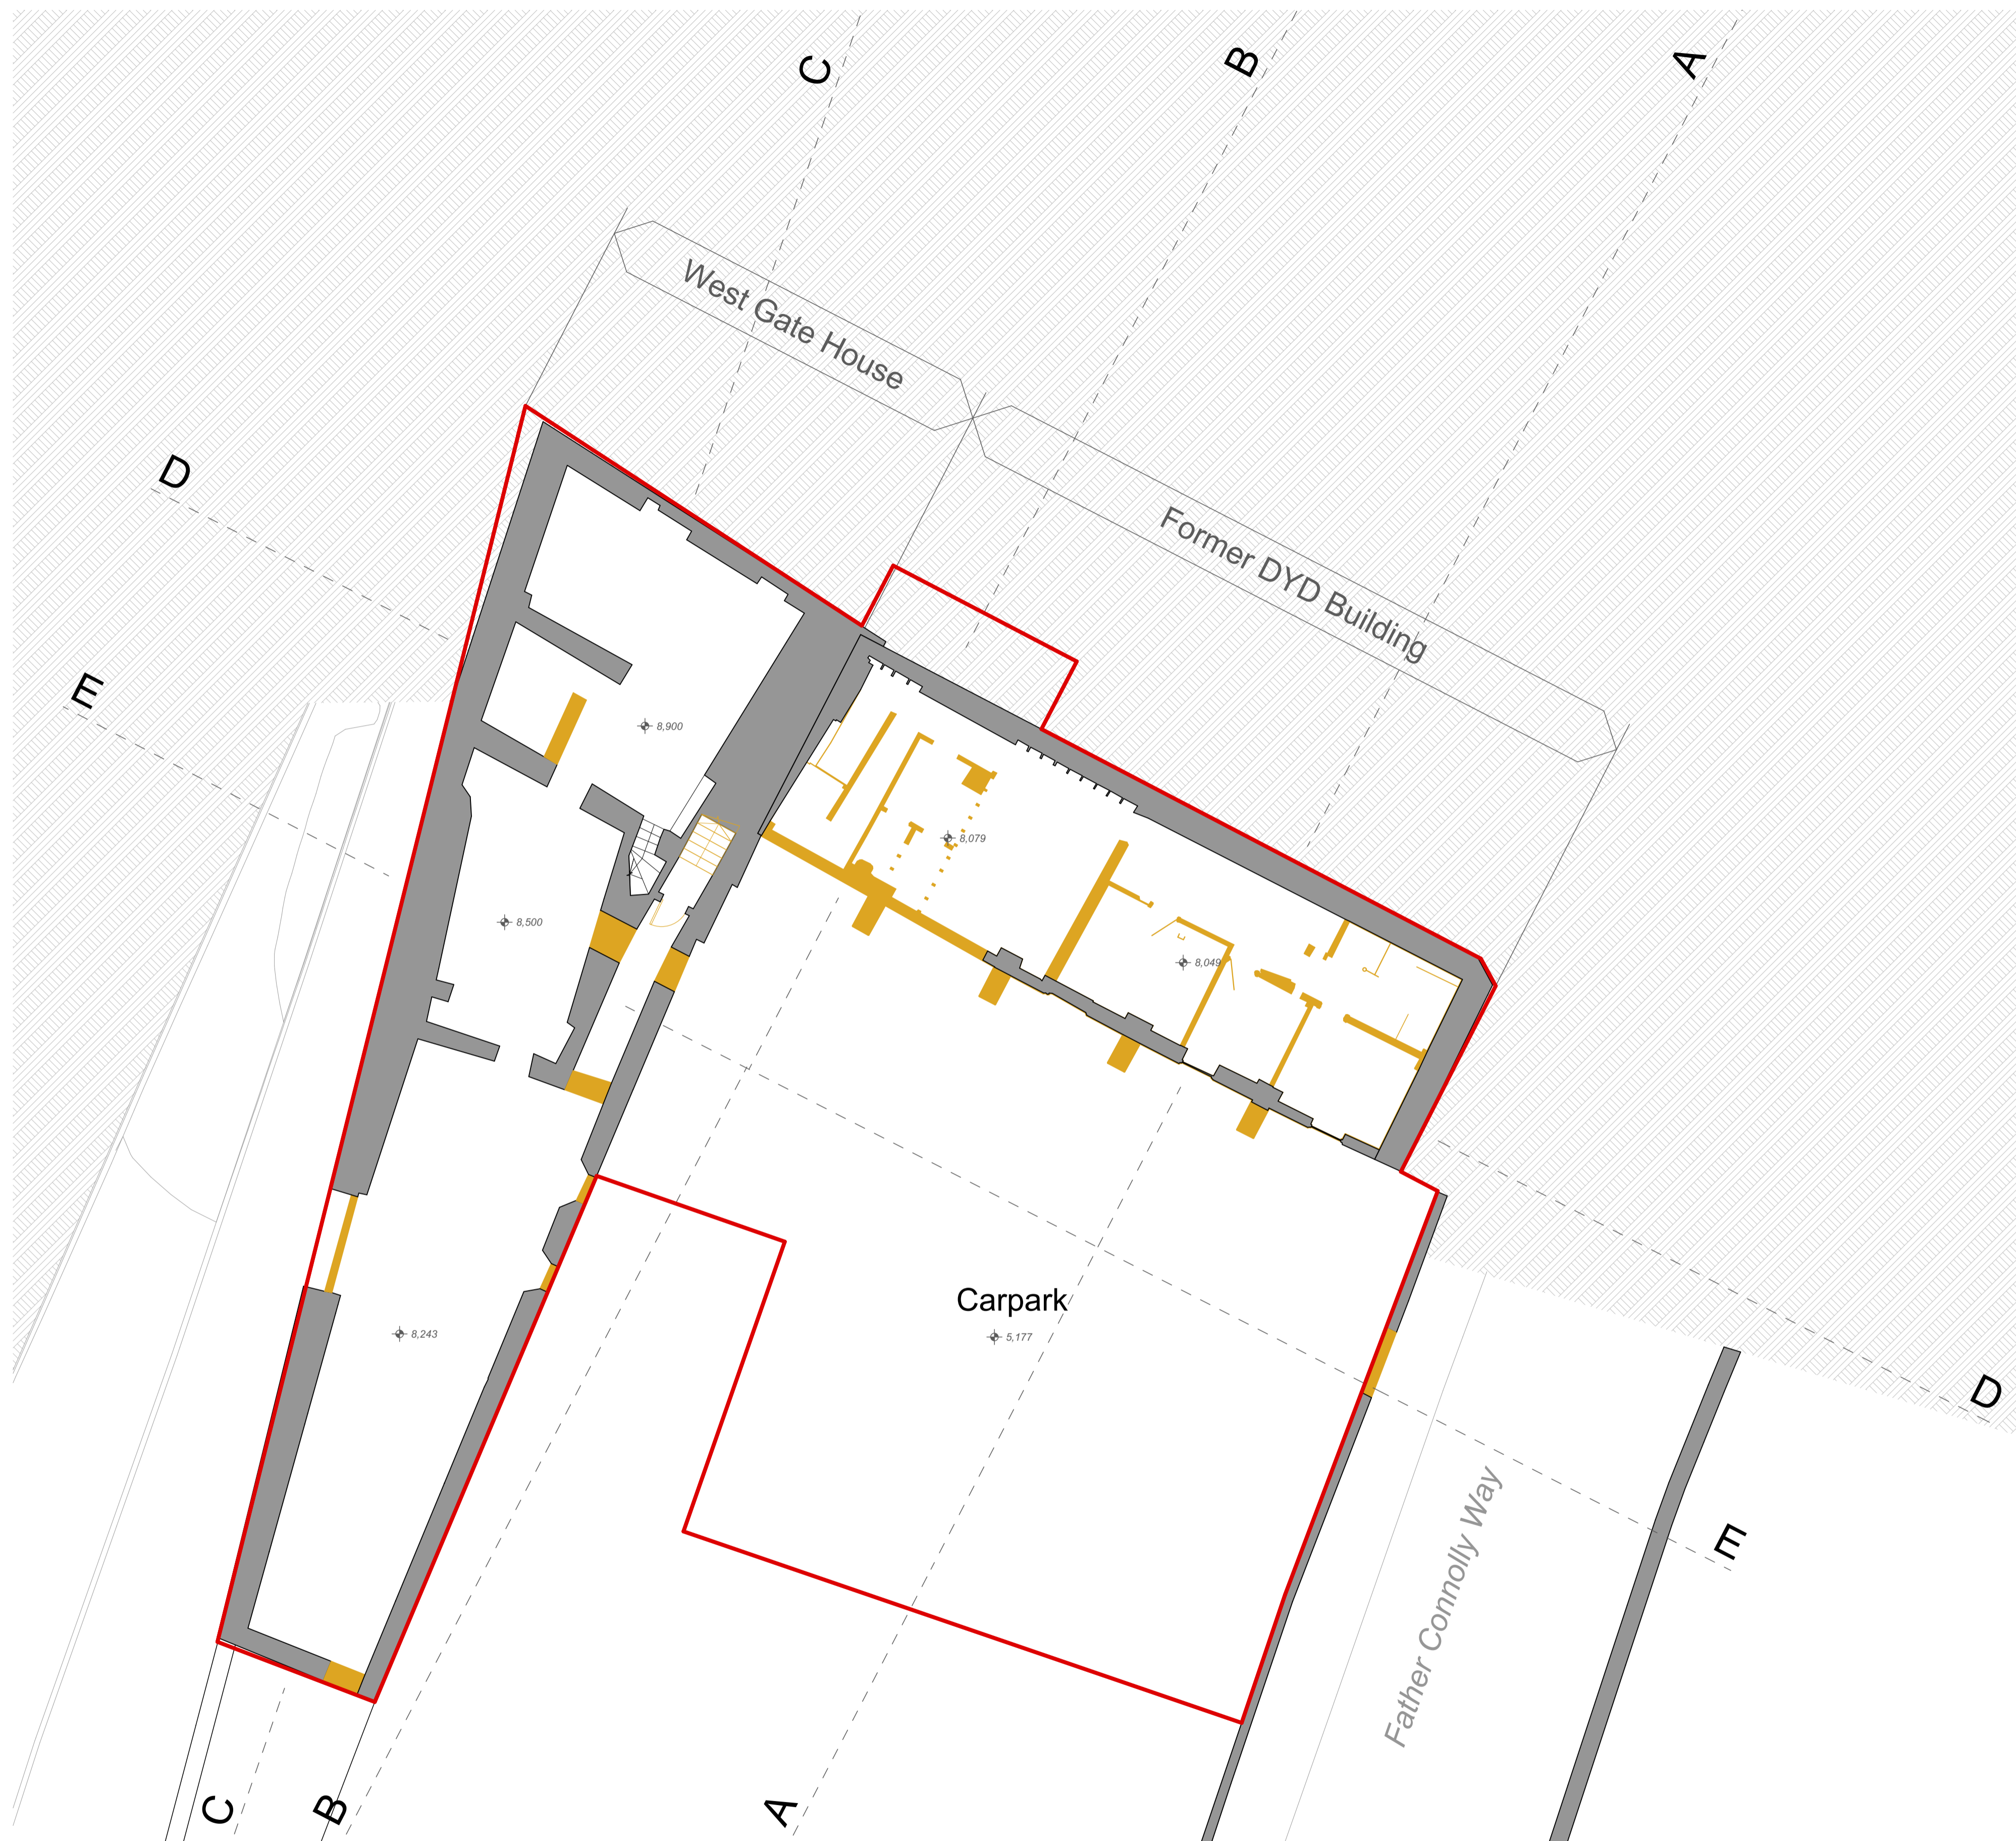 C
B
A
West Gate House
D
Former DYD Building
E
8,900
8,079
8,500
8,049
Carpark
8,243
5,177
D
E
Father Connolly Way
C
B
A